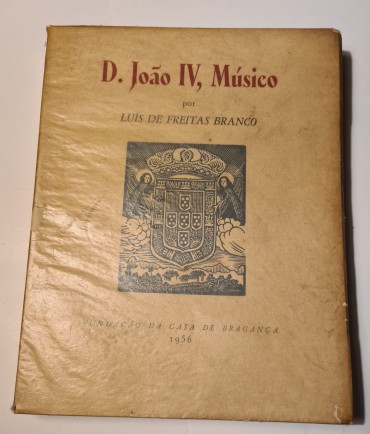 D. João IV, Músico
por
LUÍS DE FREITAS BRANCO
FUNDAÇÃO DA CASA DE BRAGANÇA
1956